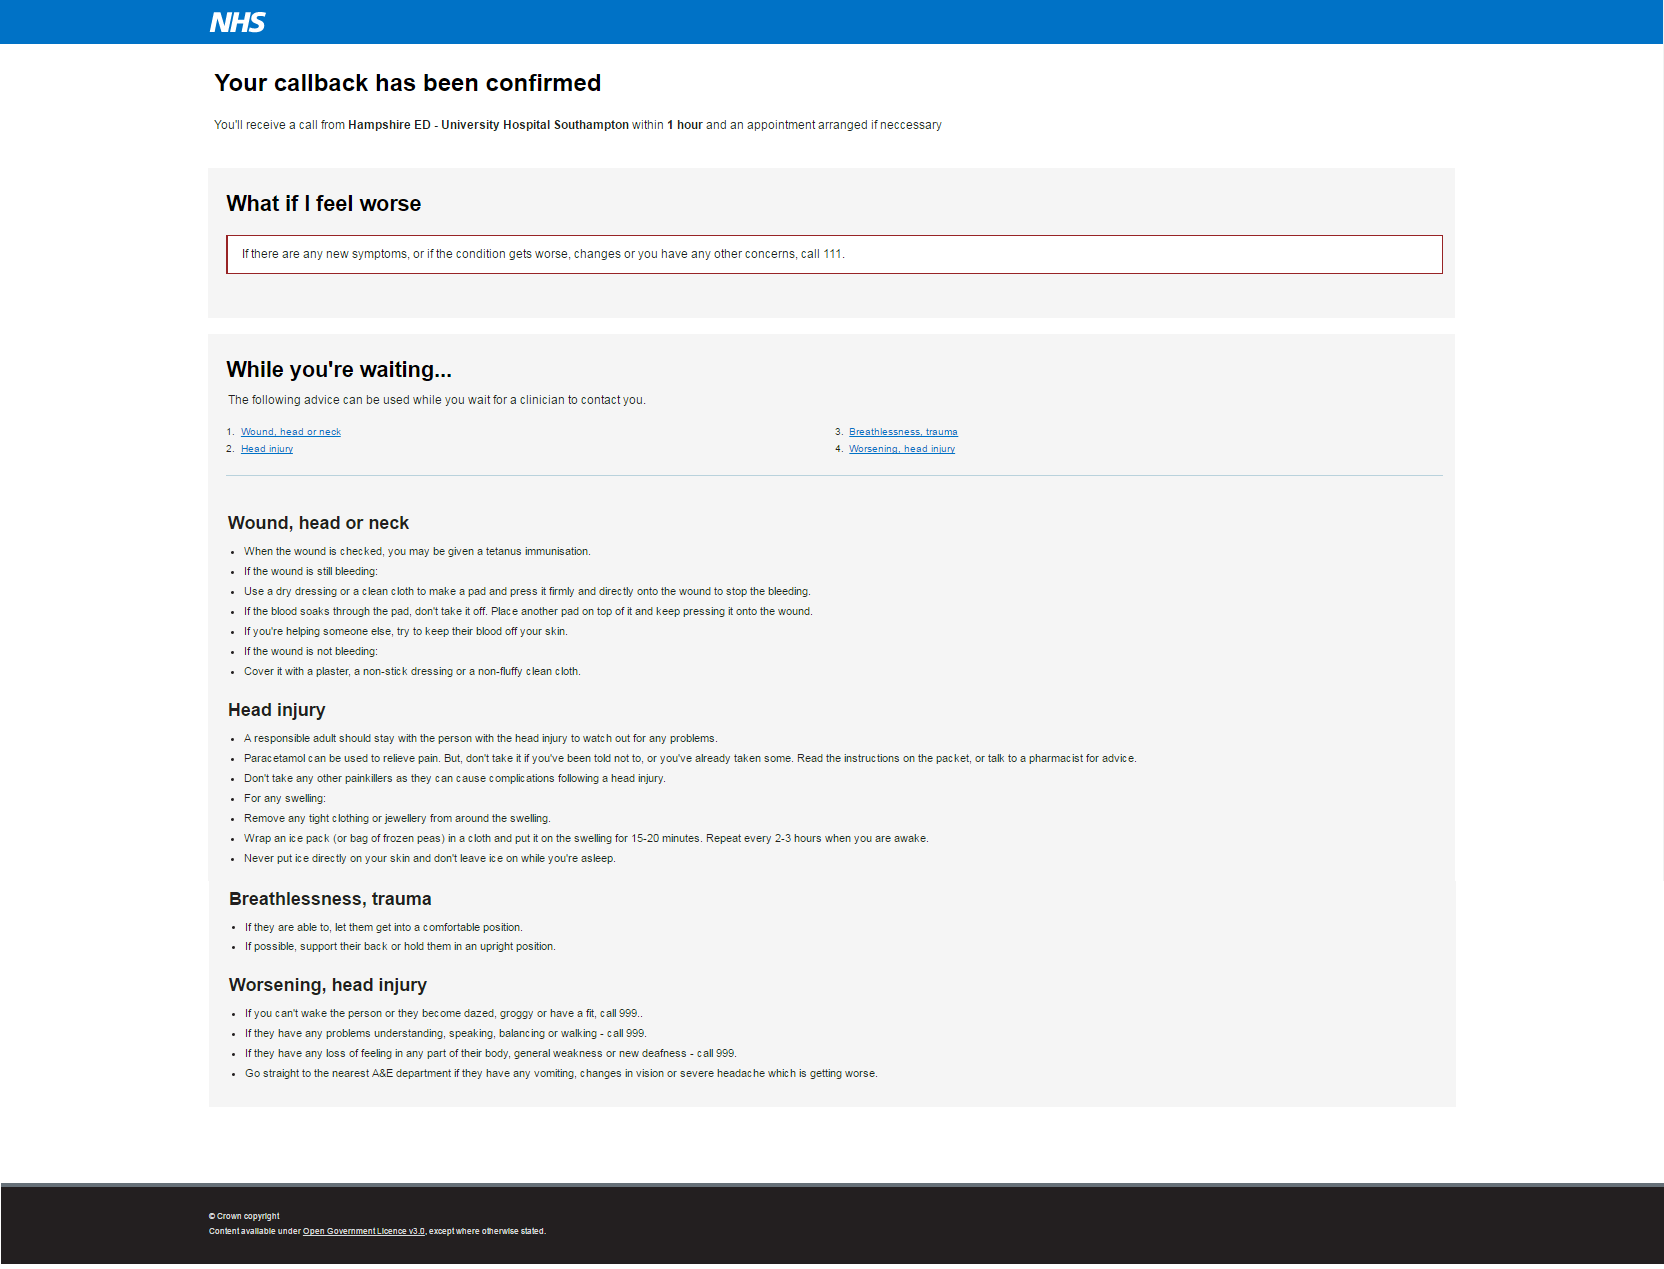 NHS
Your callback has been confirmed
You'll receive a call from Hampshire ED - University Hospital Southampton within 1 hour and an appointment arranged if neccessary
What if I feel worse
If there are any new symptoms, or if the condition gets worse, changes or you have any other concerns, call 111.
While you're waiting...
The following advice can be used while you wait for a clinician to contact you.
1. Wound, head or neck
2. Head injury
3. Breathlessness, trauma
4. Worsening, head injury
Wound, head or neck
• When the wound is checked, you may be given a tetanus immunisation.
• If the wound is still bleeding:
• Use a dry dressing or a clean cloth to make a pad and press it firmly and directly onto the wound to stop the bleeding.
• If the blood soaks through the pad, don't take it off. Place another pad on top of it and keep pressing it onto the wound.
• If you're helping someone else, try to keep their blood off your skin.
• If the wound is not bleeding:
• Cover it with a plaster, a non-stick dressing or a non-fluffy clean cloth.
Head injury
• A responsible adult should stay with the person with the head injury to watch out for any problems.
• Paracetamol can be used to relieve pain. But, don't take it if you've been told not to, or you've already taken some. Read the instructions on the packet, or talk to a pharmacist for advice.
• Don't take any other painkillers as they can cause complications following a head injury.
• For any swelling:
• Remove any tight clothing or jewellery from around the swelling.
• Wrap an ice pack (or bag of frozen peas) in a cloth and put it on the swelling for 15-20 minutes. Repeat every 2-3 hours when you are awake.
• Never put ice directly on your skin and don't leave ice on while you're asleep.
Breathlessness, trauma
• If they are able to, let them get into a comfortable position.
• If possible, support their back or hold them in an upright position.
Worsening, head injury
• If you can't wake the person or they become dazed, groggy or have a fit, call 999..
• If they have any problems understanding, speaking, balancing or walking - call 999.
• If they have any loss of feeling in any part of their body, general weakness or new deafness - call 999.
• Go straight to the nearest A&E department if they have any vomiting, changes in vision or severe headache which is getting worse.
© Crown copyright
Content available under Open Government Licence v3.0, except where otherwise stated.